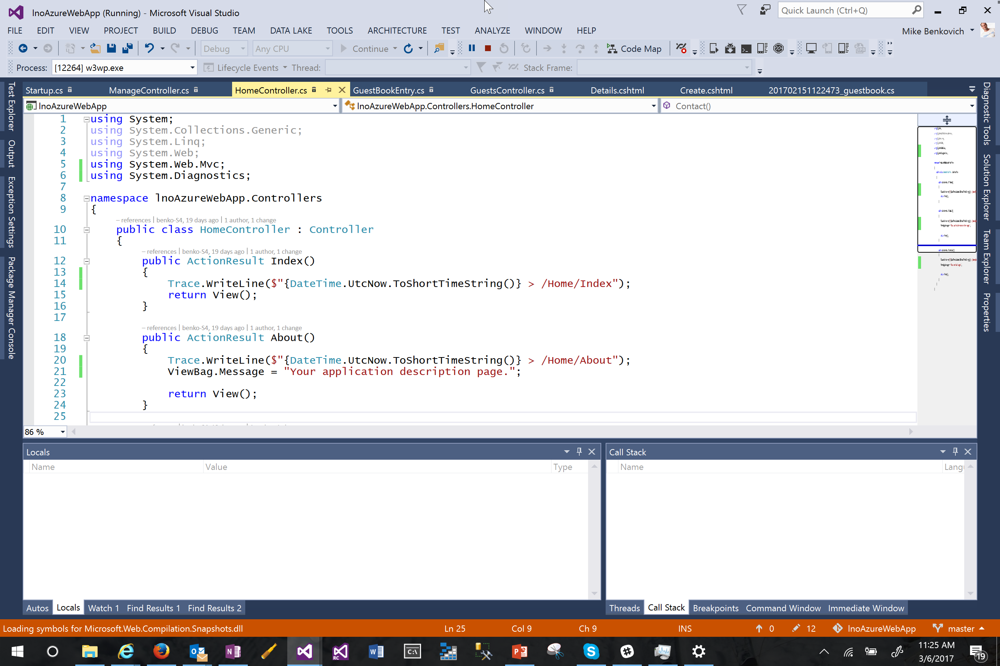 lnoAzureWebApp (Running) - Microsoft Visual Studio
Quick Launch (Ctrl+Q)
FILE EDIT VIEW PROJECT BUILD DEBUG TEAM DATA LAKE TOOLS ARCHITECTURE TEST ANALYZE WINDOW HELP
Mike Benkovich
Debug Any CPU Continue Code Map
Process: [12264] w3wp.exe Lifecycle Events Thread: Stack Frame:
Startup.cs ManageController.cs HomeController.cs GuestBookEntry.cs GuestsController.cs Details.cshtml Create.cshtml 201702151122473_guestbook.cs
lnoAzureWebApp lnoAzureWebApp.Controllers.HomeController Contact()
Test Explorer
Output
Exception Settings
Package Manager Console
1 using System;
2 using System.Collections.Generic;
3 using System.Linq;
4 using System.Web;
5 using System.Web.Mvc;
6 using System.Diagnostics;
7
8 namespace lnoAzureWebApp.Controllers
9 {
– references | benko-S4, 19 days ago | 1 author, 1 change
10 public class HomeController : Controller
11 {
– references | benko-S4, 19 days ago | 1 author, 1 change
12 public ActionResult Index()
13 {
14 Trace.WriteLine($"{DateTime.UtcNow.ToShortTimeString()} > /Home/Index");
15 return View();
16 }
17
– references | benko-S4, 19 days ago | 1 author, 1 change
18 public ActionResult About()
19 {
20 Trace.WriteLine($"{DateTime.UtcNow.ToShortTimeString()} > /Home/About");
21 ViewBag.Message = "Your application description page.";
22
23 return View();
24 }
25
86 %
Diagnostic Tools
Solution Explorer
Team Explorer
Properties
Locals
Name Value Type
Call Stack
Name
Autos Locals Watch 1 Find Results 1 Find Results 2
Threads Call Stack Breakpoints Command Window Immediate Window
Loading symbols for Microsoft.Web.Compilation.Snapshots.dll Ln 25 Col 9 Ch 9 INS 0 12 lnoAzureWebApp master
RC
C:\
11:25 AM
3/6/2017
19